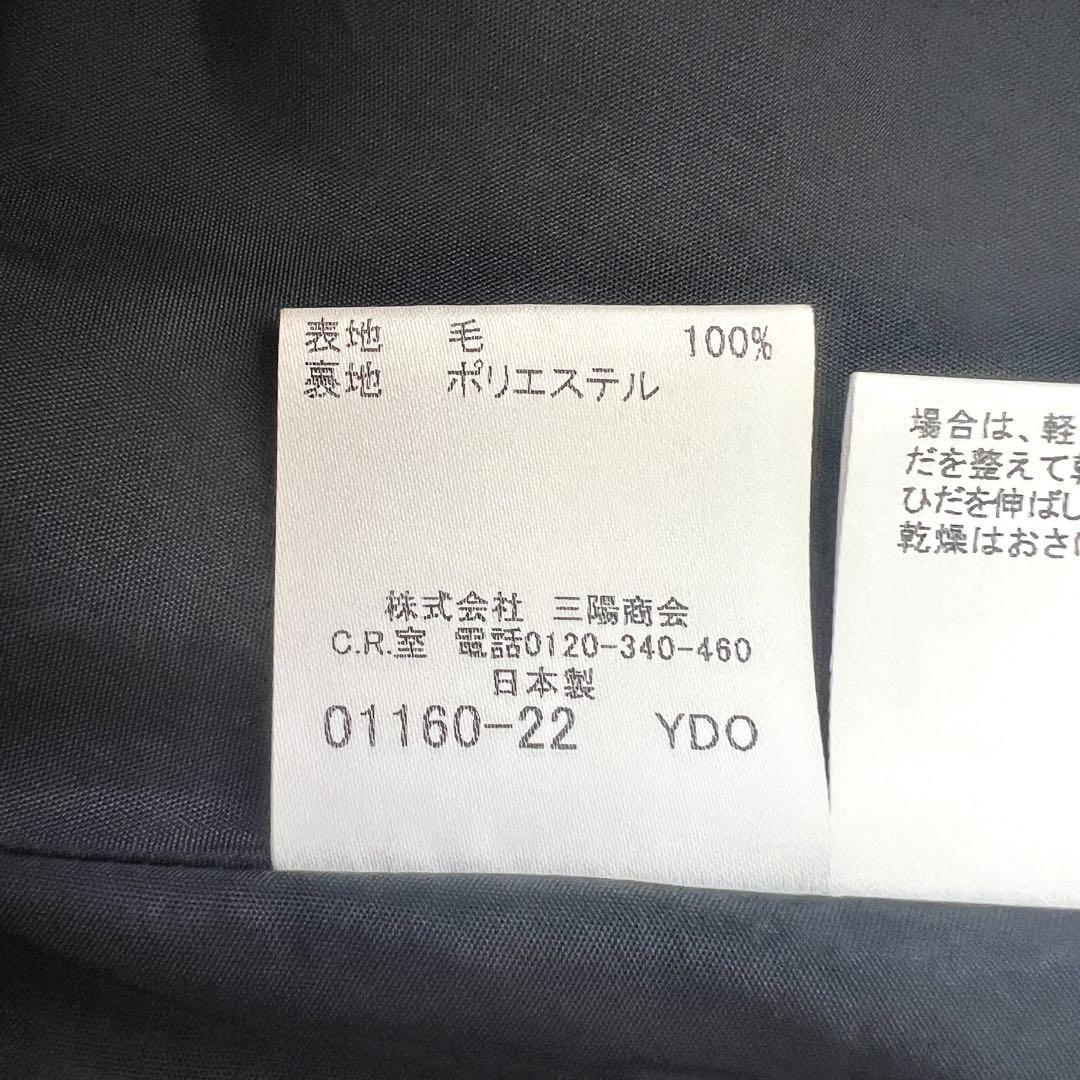 表地 毛 100%
裏地 ポリエステル
株式会社 三陽商会
C.R.室 電話0120-340-460
日本製
01160-22 YDO
場合は、軽
だを整えて乾
ひだを伸ばし
乾燥はおさけ